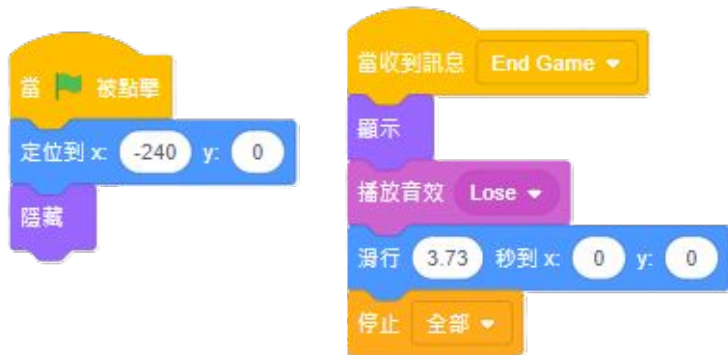 當 被點擊
定位到 x: -240 y: 0
隱藏
當收到訊息 End Game
顯示
播放音效 Lose
滑行 3.73 秒到 x: 0 y: 0
停止 全部